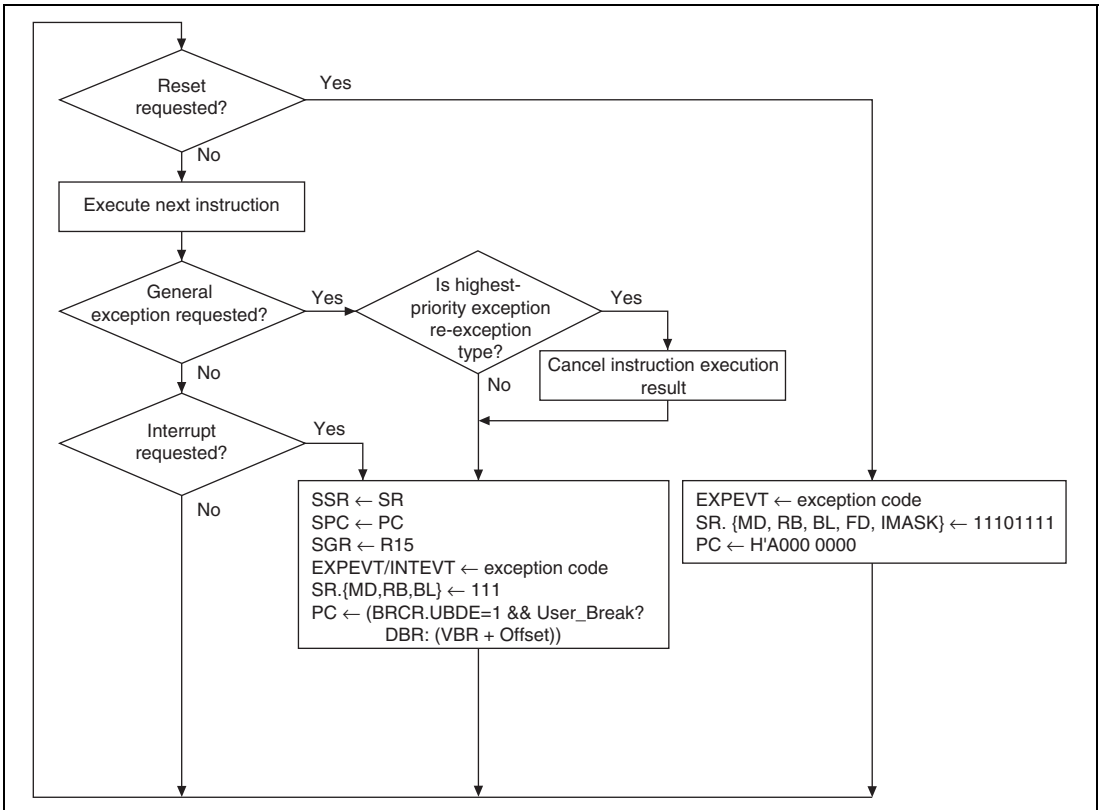 Reset
requested?
Yes
No
Execute next instruction
General
exception requested?
Yes
Is highest-
priority exception
re-exception
type?
Yes
No
Cancel instruction execution
result
No
Interrupt
requested?
Yes
No
SSR ← SR
SPC ← PC
SGR ← R15
EXPEVT/INTEVT ← exception code
SR.{MD,RB,BL} ← 111
PC ← (BRCR.UBDE=1 && User_Break?
DBR: (VBR + Offset))
EXPEVT ← exception code
SR. {MD, RB, BL, FD, IMASK} ← 11101111
PC ← H'A000 0000